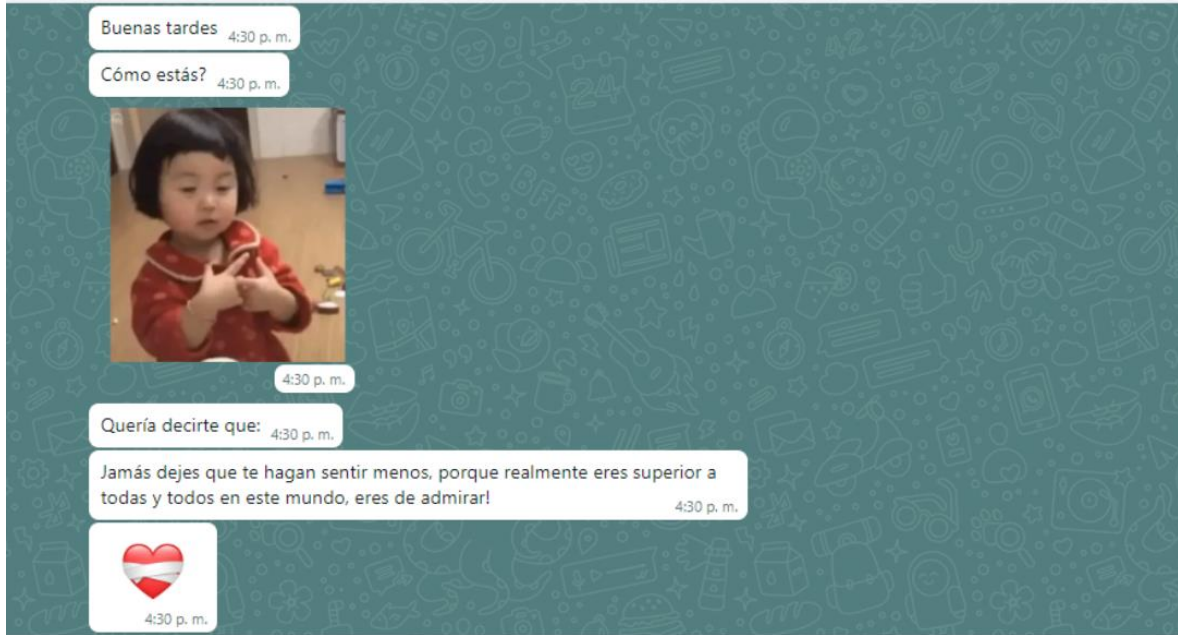 Buenas tardes 4:30 p. m.
Cómo estás? 4:30 p. m.
4:30 p. m.
Quería decirte que: 4:30 p. m.
Jamás dejes que te hagan sentir menos, porque realmente eres superior a
todas y todos en este mundo, eres de admirar! 4:30 p. m.
4:30 p. m.